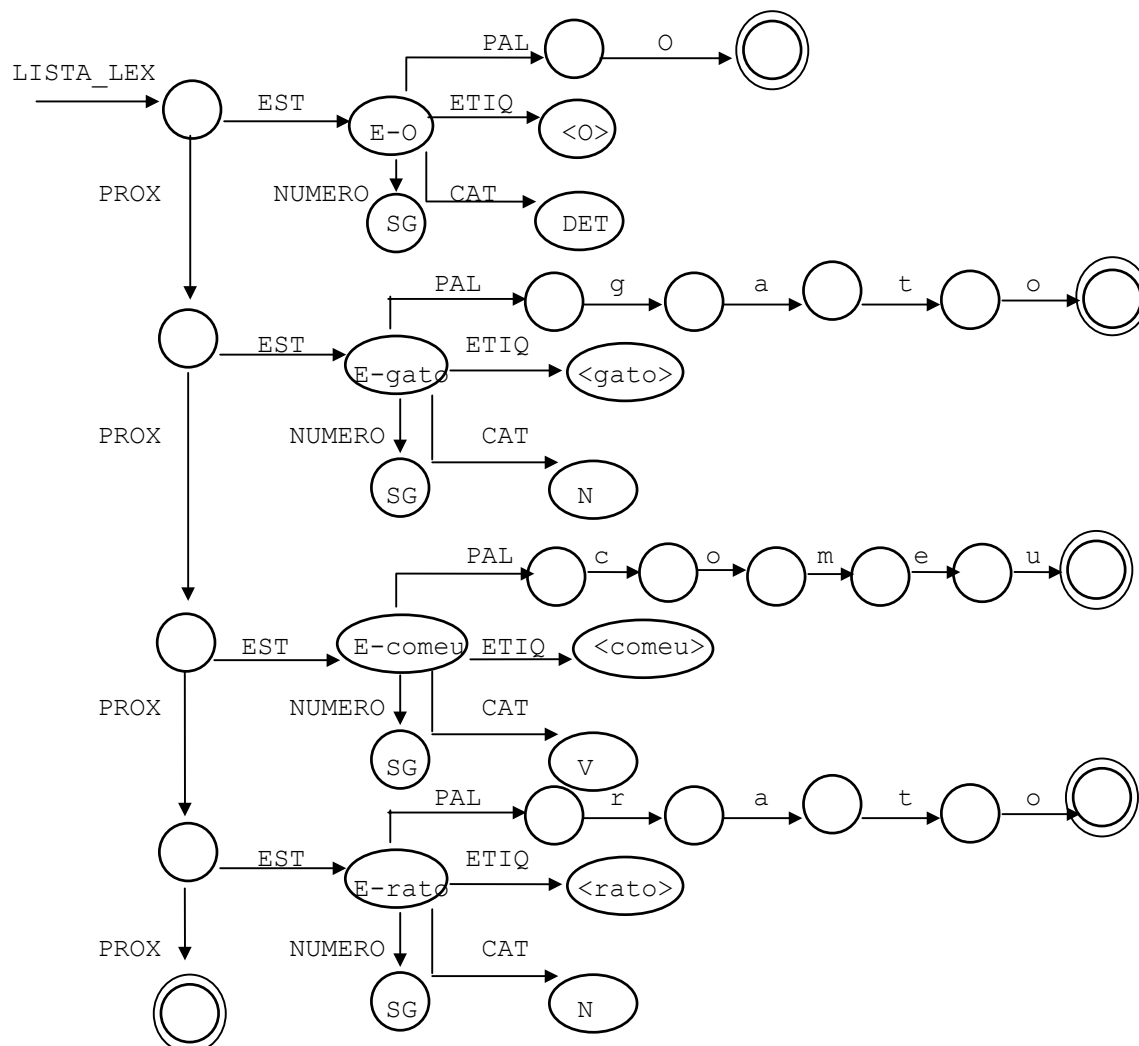 PAL O
LISTA_LEX
EST ETIQ
E-O <O>
PROX NUMERO CAT
SG DET
PAL g a t o
EST ETIQ
E-gato <gato>
PROX NUMERO CAT
SG N
PAL c o m e u
EST E-comeu ETIQ <comeu>
PROX NUMERO CAT
SG V
PAL r a t o
EST ETIQ
E-rato <rato>
PROX NUMERO CAT
SG N